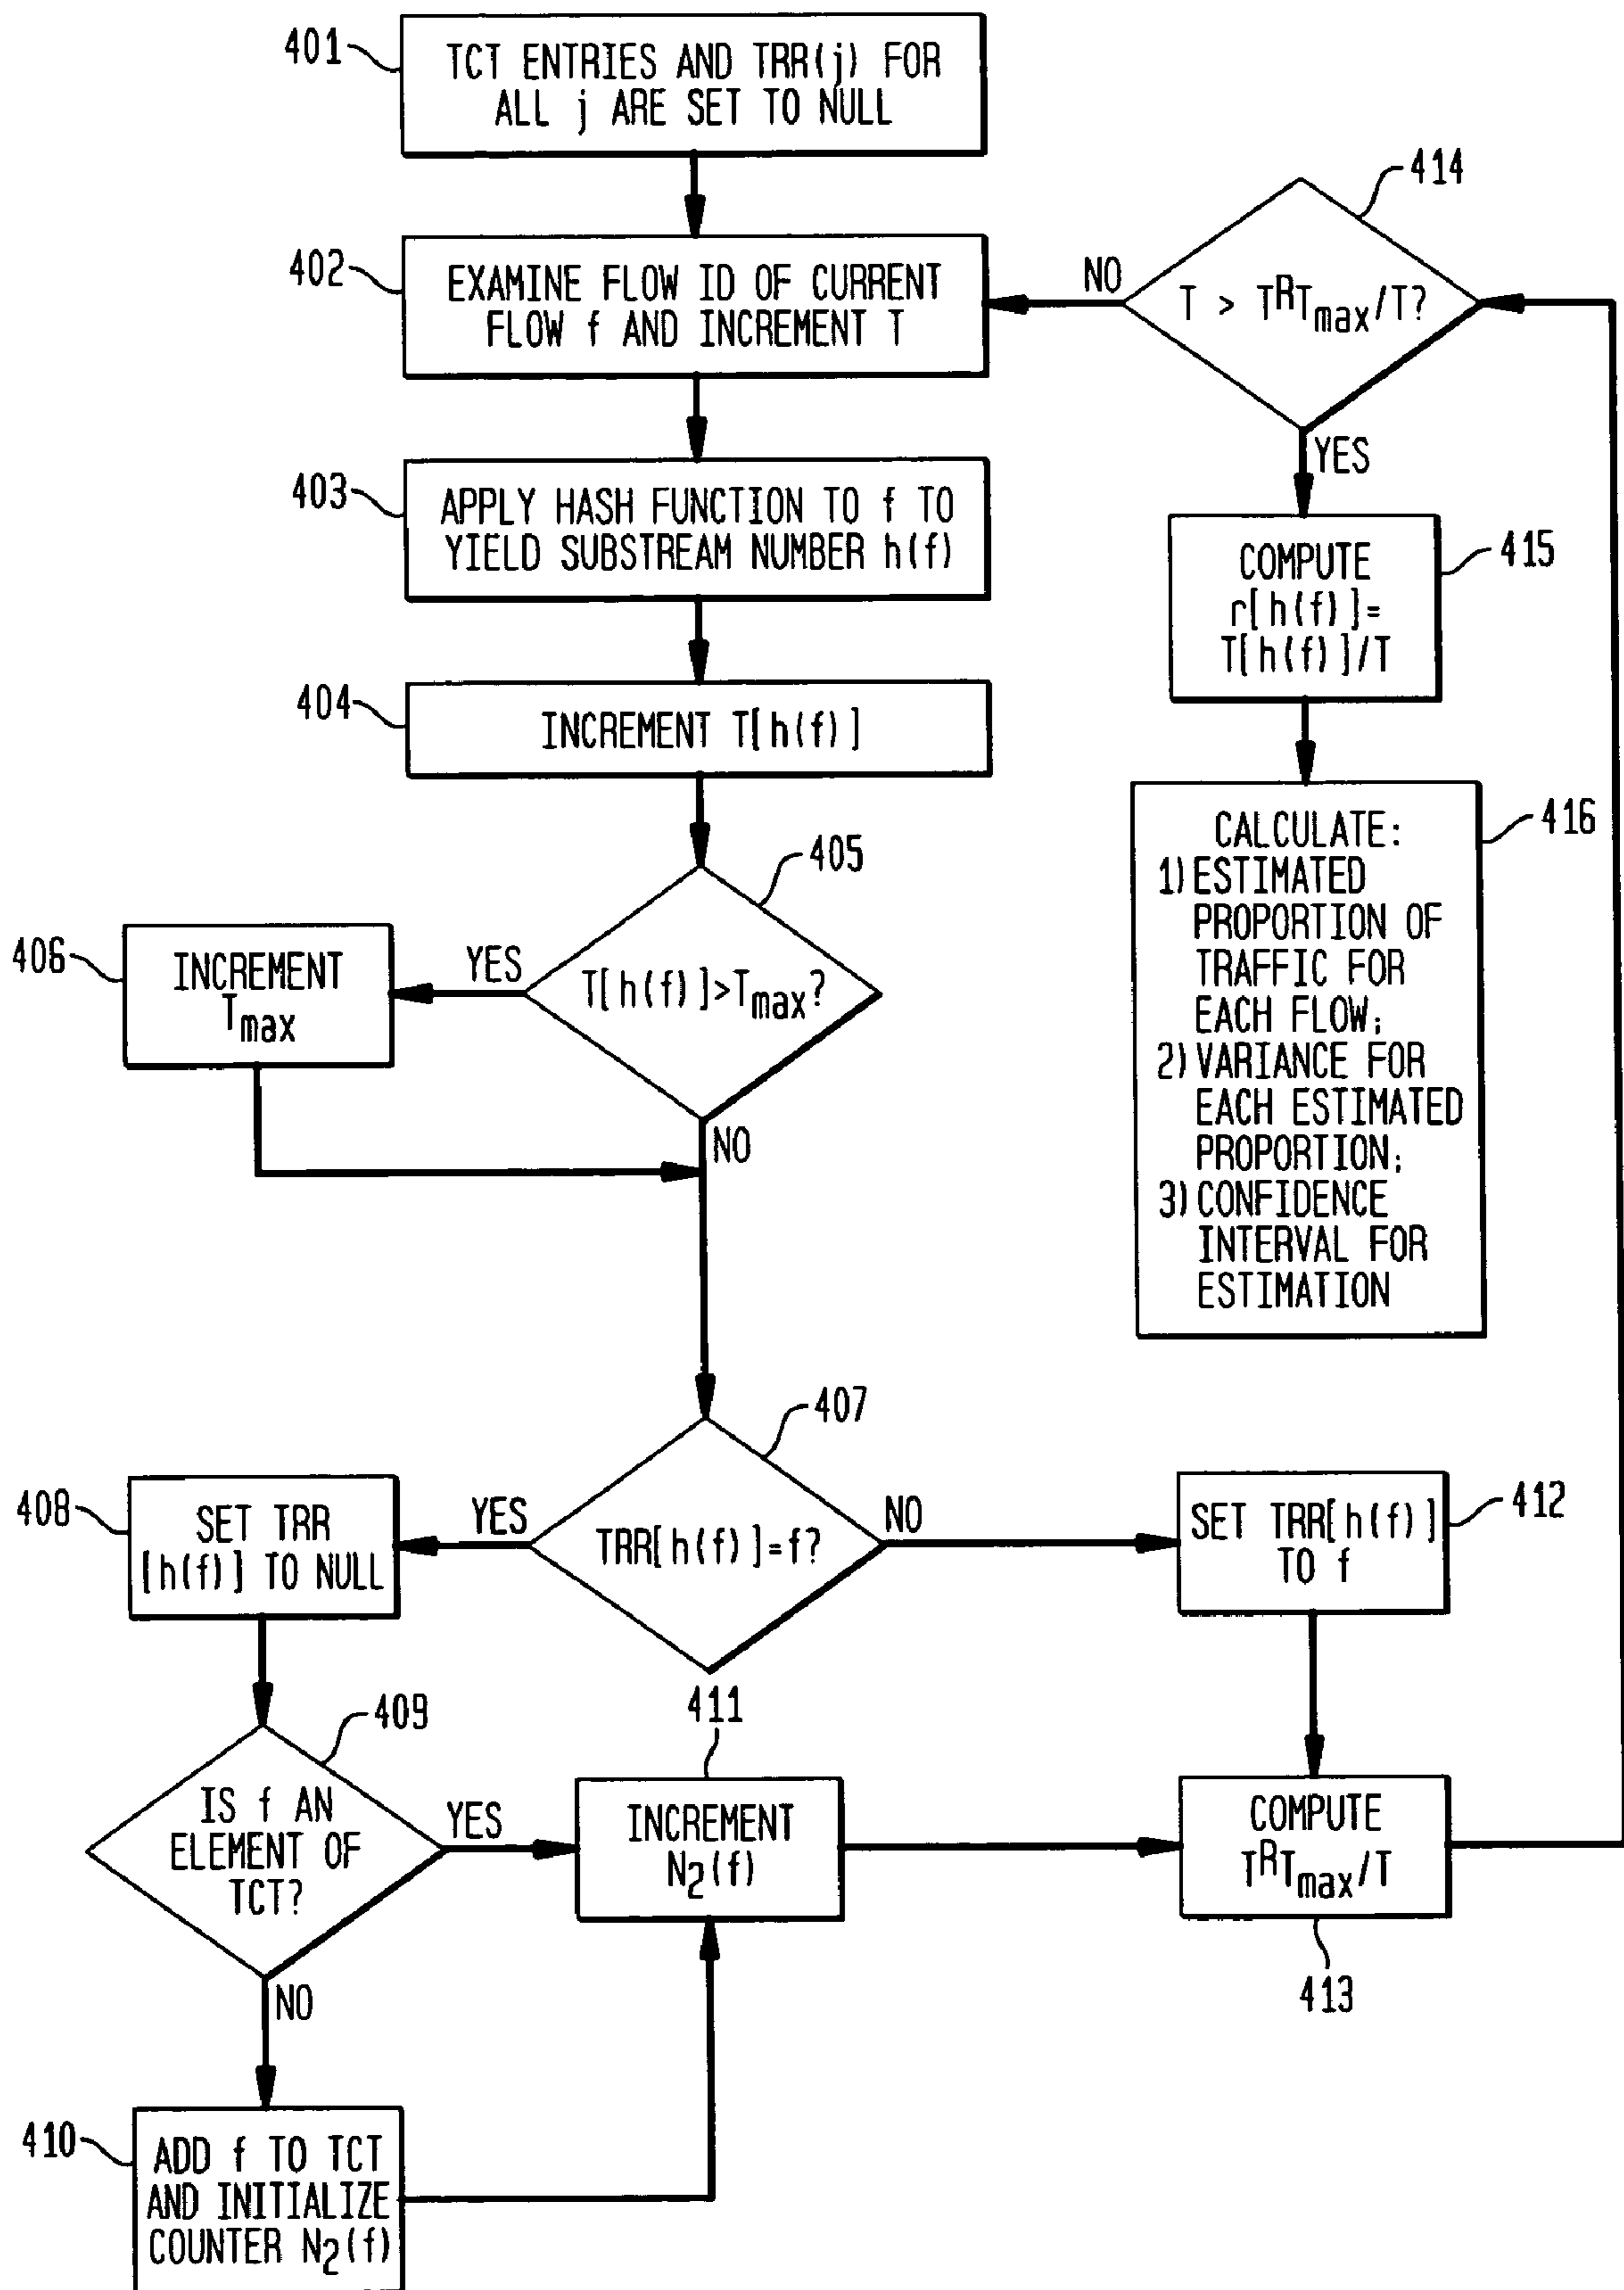 401
TCT ENTRIES AND TRR(j) FOR
ALL j ARE SET TO NULL
402
EXAMINE FLOW ID OF CURRENT
FLOW f AND INCREMENT T
403
APPLY HASH FUNCTION TO f TO
YIELD SUBSTREAM NUMBER h(f)
404
INCREMENT T[h(f)]
405
T[h(f)]>Tmax?
YES
NO
406
INCREMENT
Tmax
407
TRR[h(f)]=f?
YES
NO
408
SET TRR
[h(f)] TO NULL
409
IS f AN
ELEMENT OF
TCT?
YES
NO
410
ADD f TO TCT
AND INITIALIZE
COUNTER N2(f)
411
INCREMENT
N2(f)
412
SET TRR[h(f)]
TO f
COMPUTE
TRTmax/T
413
414
T > TRTmax/T?
NO
YES
415
COMPUTE
r[h(f)]=
T[h(f)]/T
416
CALCULATE:
1) ESTIMATED
PROPORTION OF
TRAFFIC FOR
EACH FLOW;
2) VARIANCE FOR
EACH ESTIMATED
PROPORTION;
3) CONFIDENCE
INTERVAL FOR
ESTIMATION